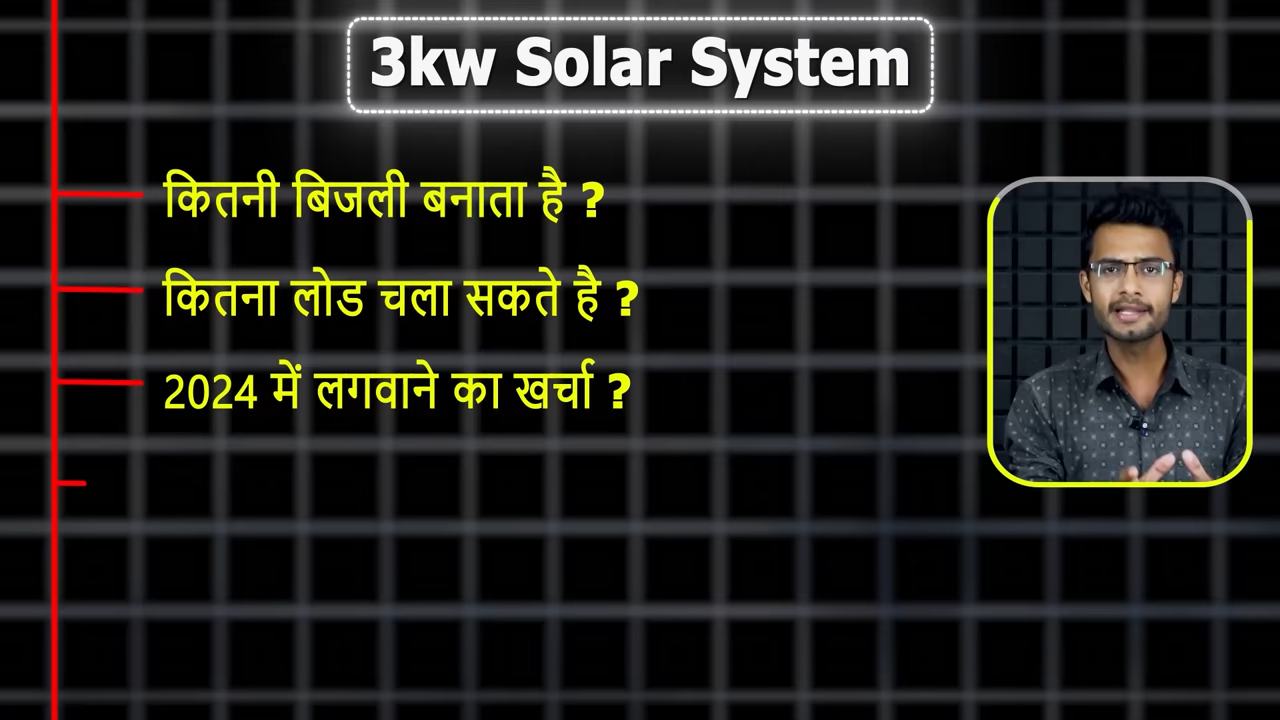 3kw Solar System
कितनी बिजली बनाता है ?
कितना लोड चला सकते है ?
2024 में लगवाने का खर्चा ?